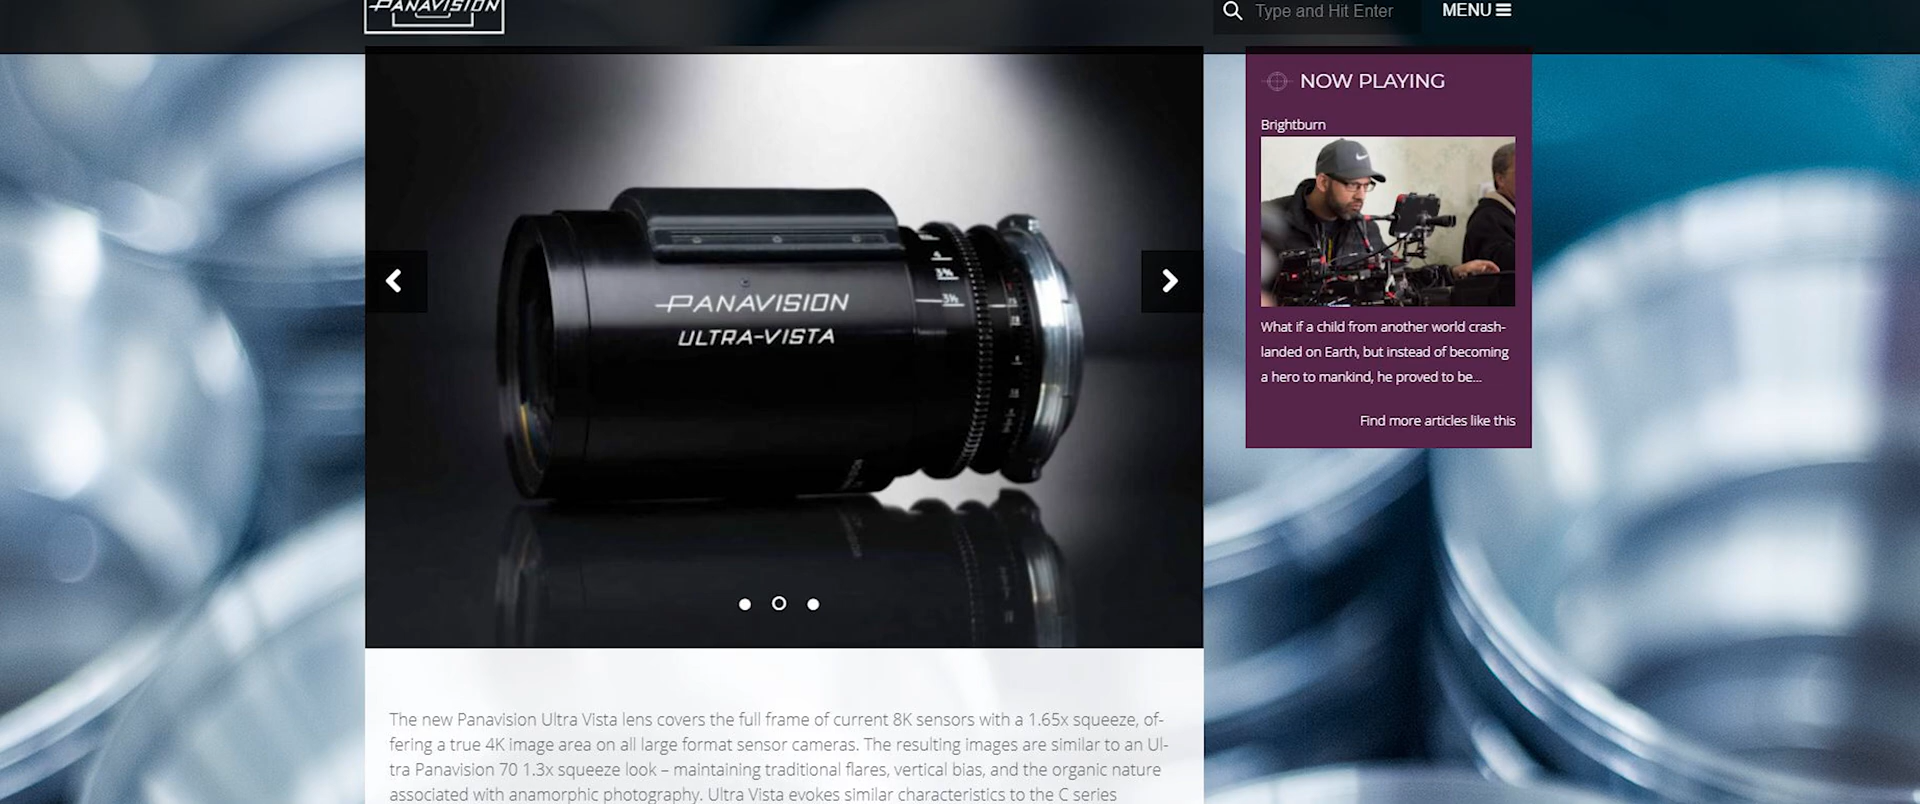 PANAVISION
Type and Hit Enter
MENU
NOW PLAYING
Brightburn
PANAVISION
ULTRA-VISTA
What if a child from another world crash-
landed on Earth, but instead of becoming
a hero to mankind, he proved to be...
Find more articles like this
The new Panavision Ultra Vista lens covers the full frame of current 8K sensors with a 1.65x squeeze, of-
fering a true 4K image area on all large format sensor cameras. The resulting images are similar to an Ul-
tra Panavision 70 1.3x squeeze look – maintaining traditional flares, vertical bias, and the organic nature
associated with anamorphic photography. Ultra Vista evokes similar characteristics to the C series